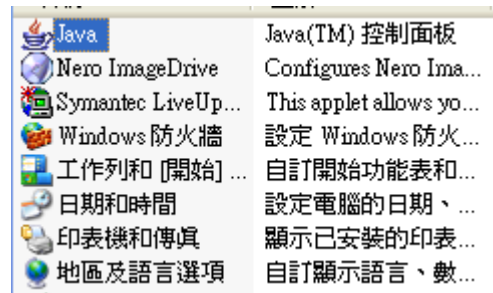 Java Java(TM) 控制面板
Nero ImageDrive Configures Nero Ima...
Symantec LiveUp... This applet allows yo...
Windows 防火牆 設定 Windows 防火...
工作列和 [開始] ... 自訂開始功能表和...
日期和時間 設定電腦的日期、...
印表機和傳真 顯示已安裝的印表...
地區及語言選項 自訂顯示語言、數...